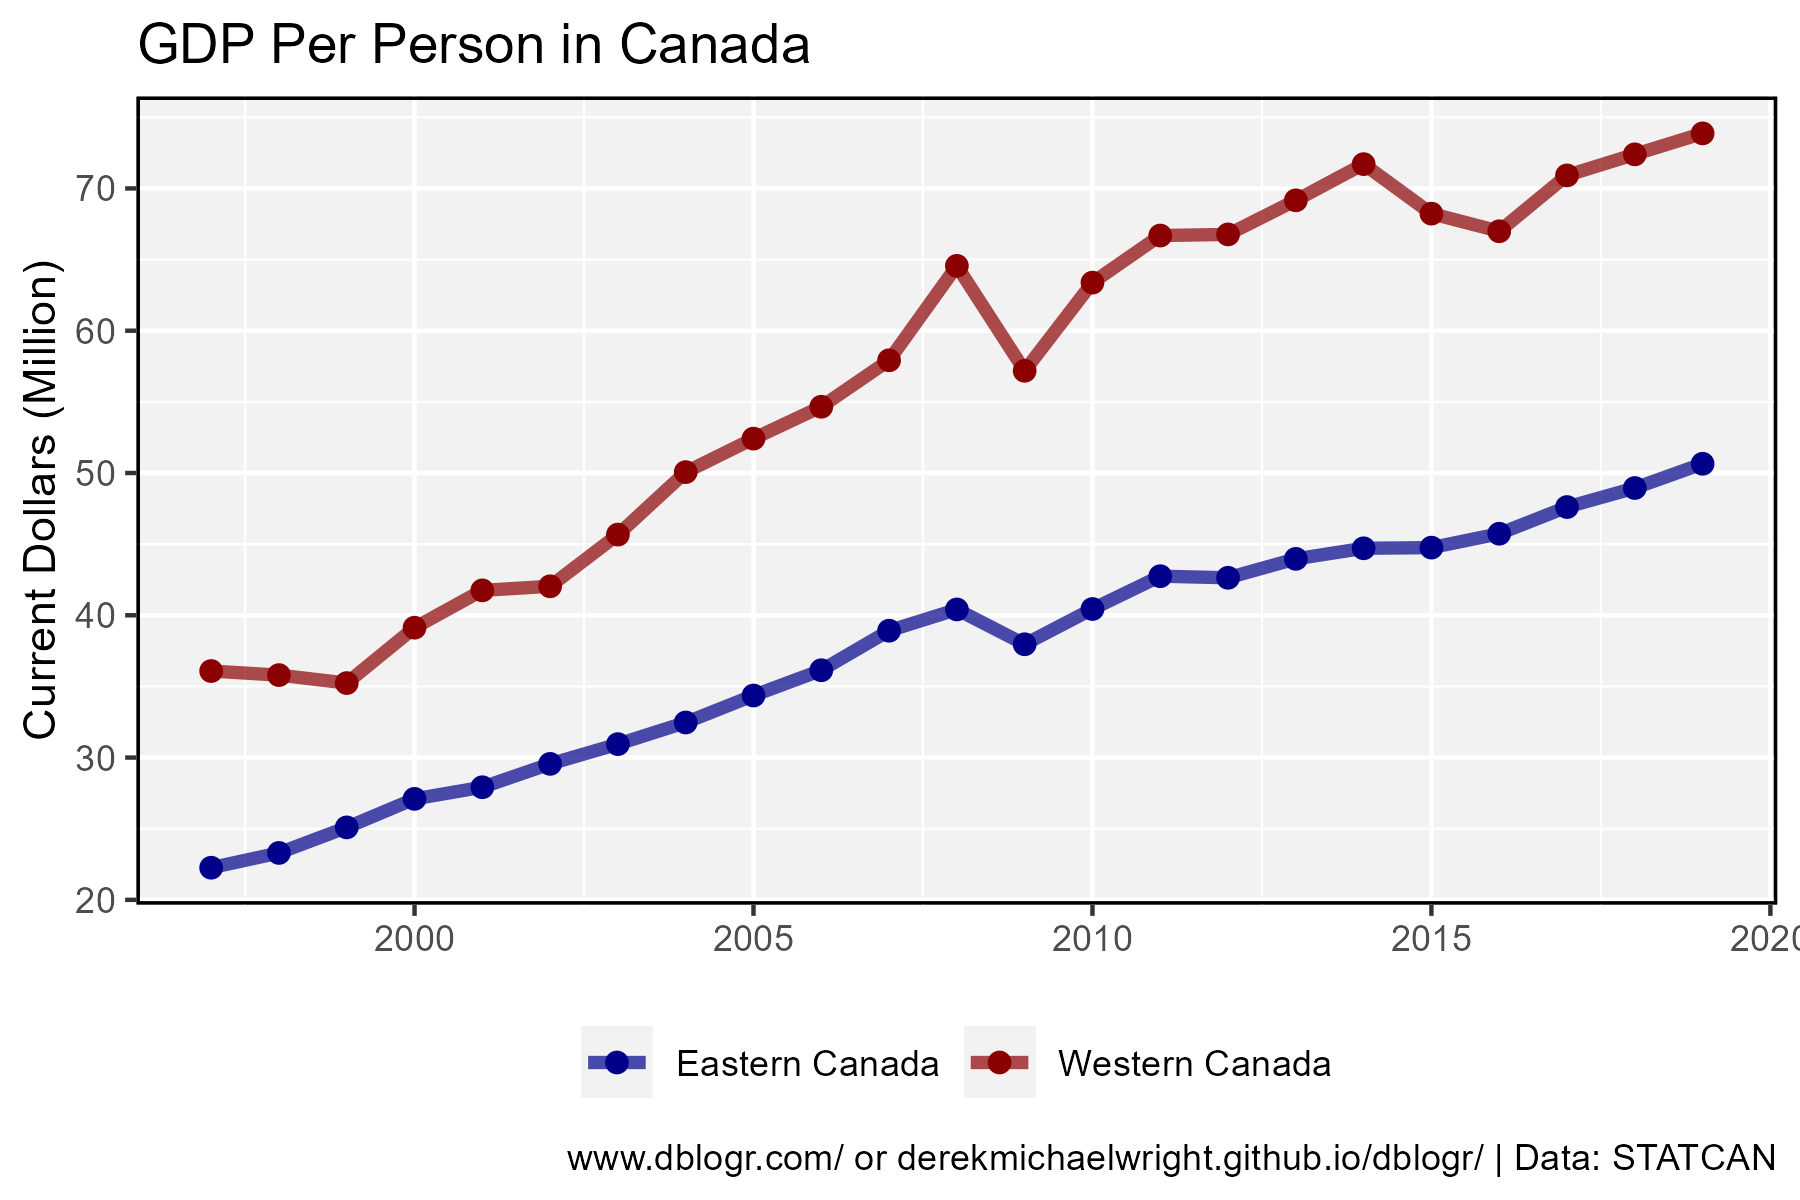 GDP Per Person in Canada
Current Dollars (Million)
70
60
50
40
30
20
2000 2005 2010 2015 2020
Eastern Canada Western Canada
www.dblogr.com/ or derekmichaelwright.github.io/dblogr/ | Data: STATCAN